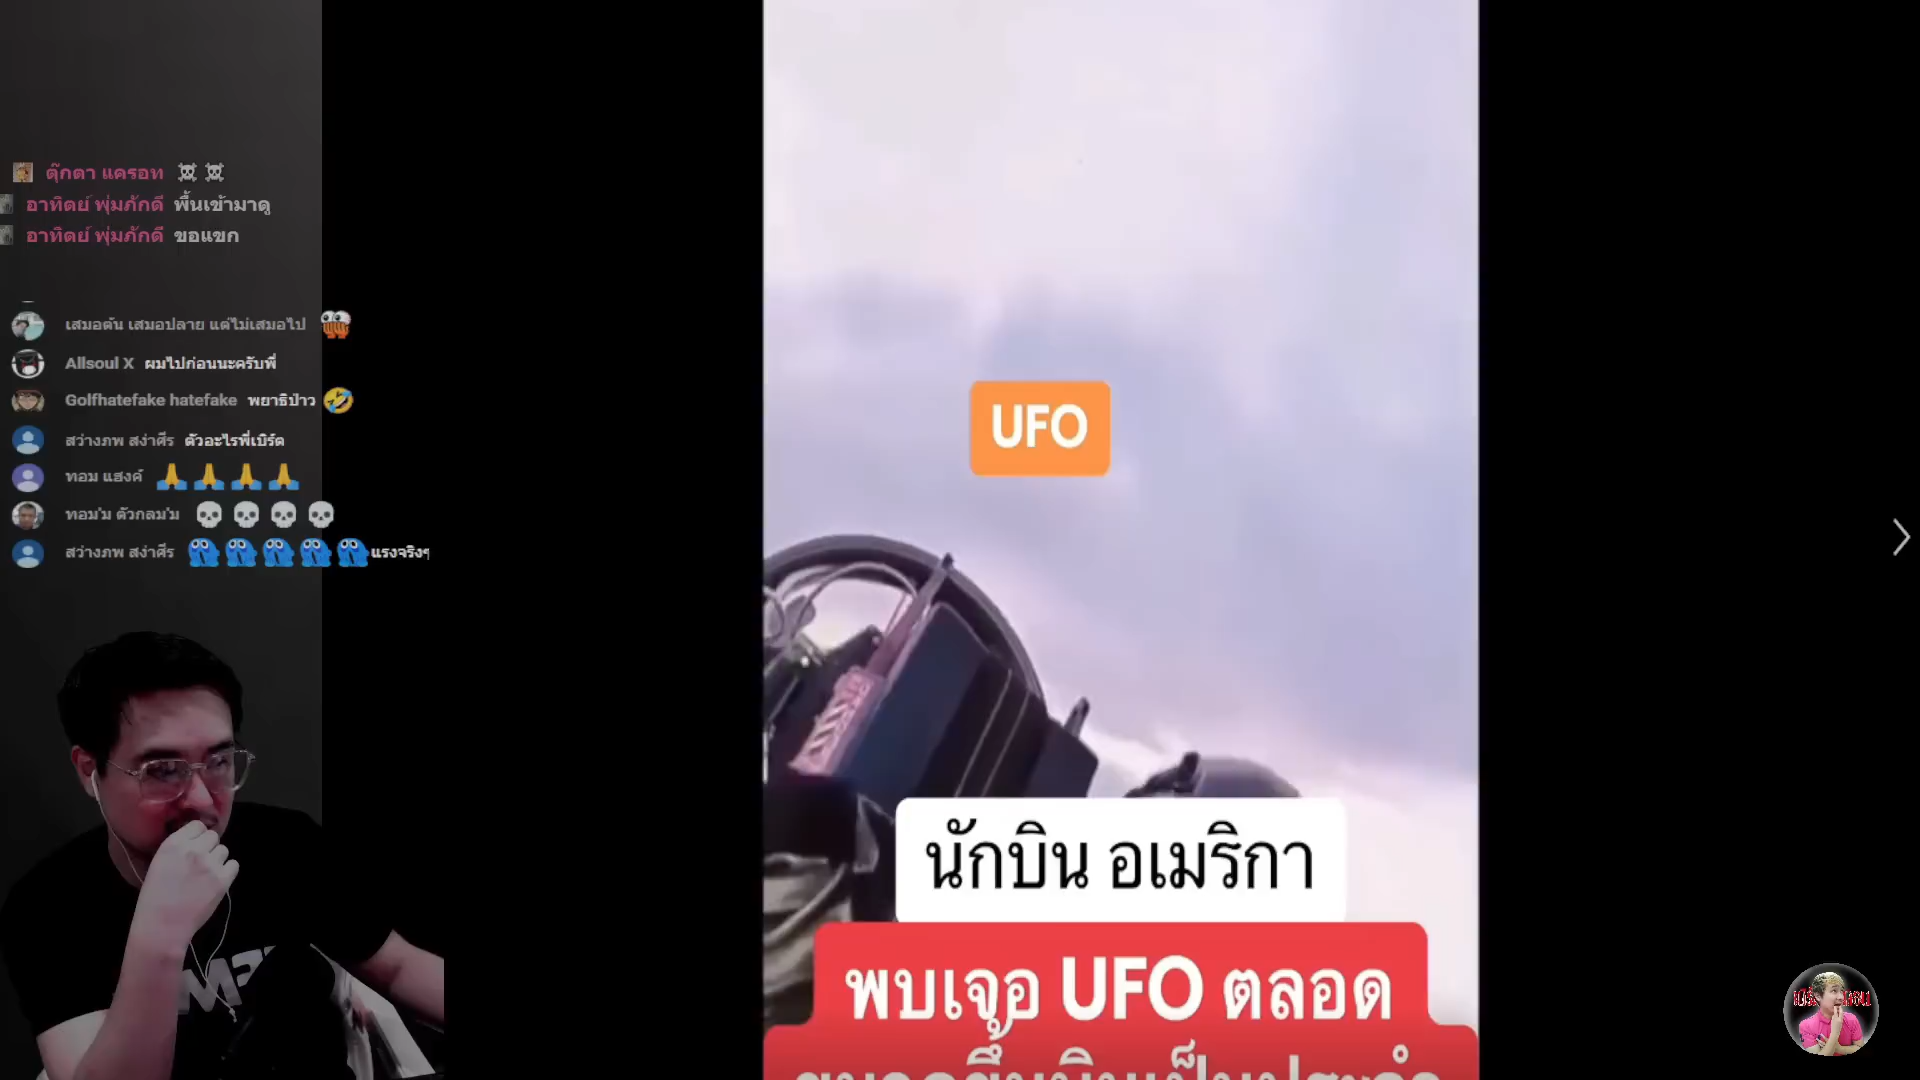 ตุ๊กตา แครอท ☠️ ☠️
อาทิตย์ พุ่มภักดี พี้นเข้ามาดู
อาทิตย์ พุ่มภักดี ขอแขก
เสมอต้น เสมอปลาย แต่ไม่เสมอไป
Allsoul X ผมไปก่อนนะครับพี่
Golfhatefake hatefake พยาธิป่าว 🤣
สว่างภพ สง่าศีร ตัวอะไรพี่เบิร์ด
ทอม แฮงค์ 🙏 🙏 🙏 🙏
ทอม'ม ตัวกลม'ม 💀 💀 💀 💀
สว่างภพ สง่าศีร แรงจริงๆ
UFO
นักบิน อเมริกา
พบเจอ UFO ตลอด